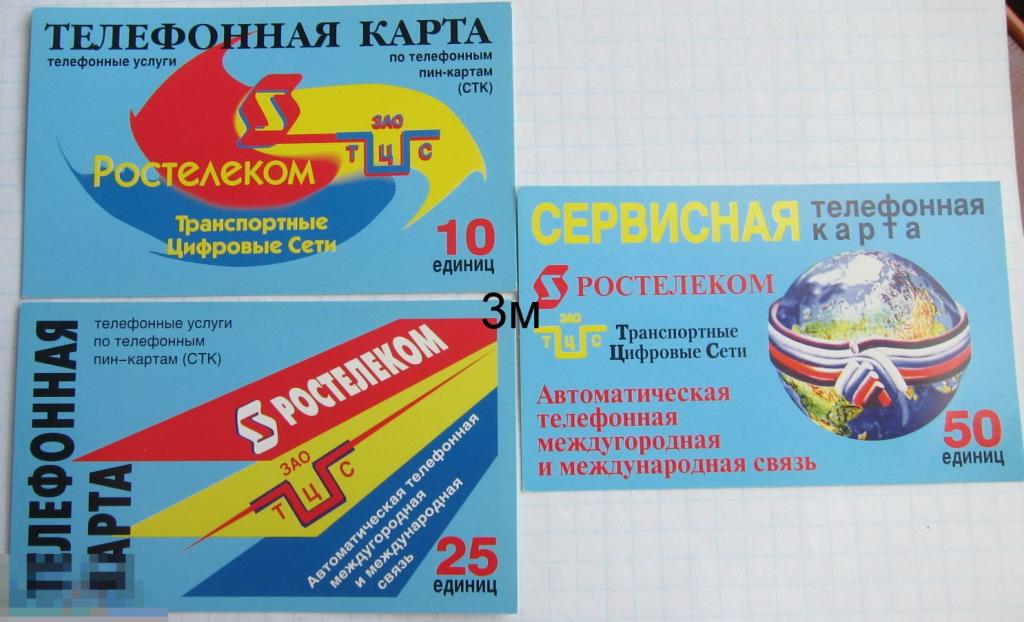 ТЕЛЕФОННАЯ КАРТА
телефонные услуги
по телефонным
пин-картам
(СТК)
ЗАО
Т Ц С
Ростелеком
Транспортные
Цифровые Сети
10
единиц
СЕРВИСНАЯ
телефонная
карта
РОСТЕЛЕКОМ
ЗАО
Т Ц С
Транспортные
Цифровые Сети
Автоматическая
телефонная
междугородная
и международная связь
50
единиц
3м
ТЕЛЕФОННАЯ
КАРТА
телефонные услуги
по телефонным
пин-картам (СТК)
РОСТЕЛЕКОМ
ЗАО
Т Ц С
Автоматическая телефонная
междугородная
и международная
связь
25
единиц